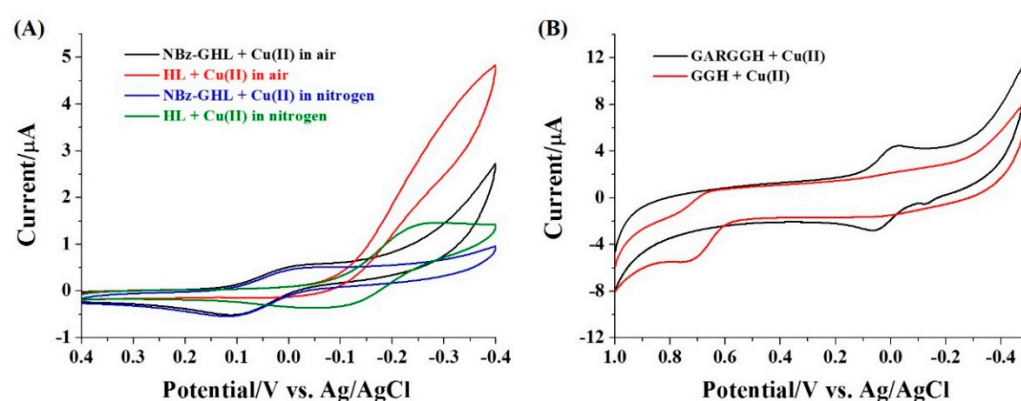 (A)
NBz-GHL + Cu(II) in air
HL + Cu(II) in air
NBz-GHL + Cu(II) in nitrogen
HL + Cu(II) in nitrogen
Current/μA
5
4
3
2
1
0
-1
0.4 0.3 0.2 0.1 0.0 -0.1 -0.2 -0.3 -0.4
Potential/V vs. Ag/AgCl
(B)
GARGGH + Cu(II)
GGH + Cu(II)
Current/μA
12
8
4
0
-4
-8
-12
1.0 0.8 0.6 0.4 0.2 0.0 -0.2 -0.4
Potential/V vs. Ag/AgCl